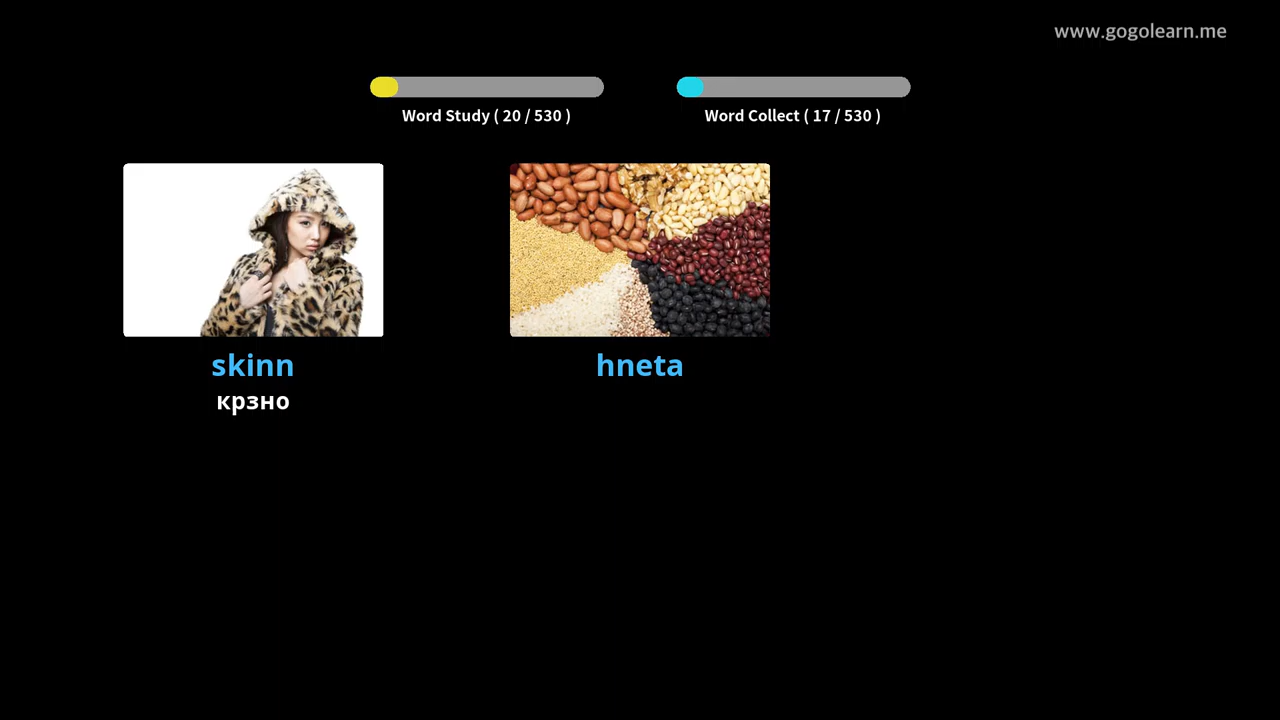 www.gogolearn.me
Word Study ( 20 / 530 )
Word Collect ( 17 / 530 )
skinn
крзно
hneta